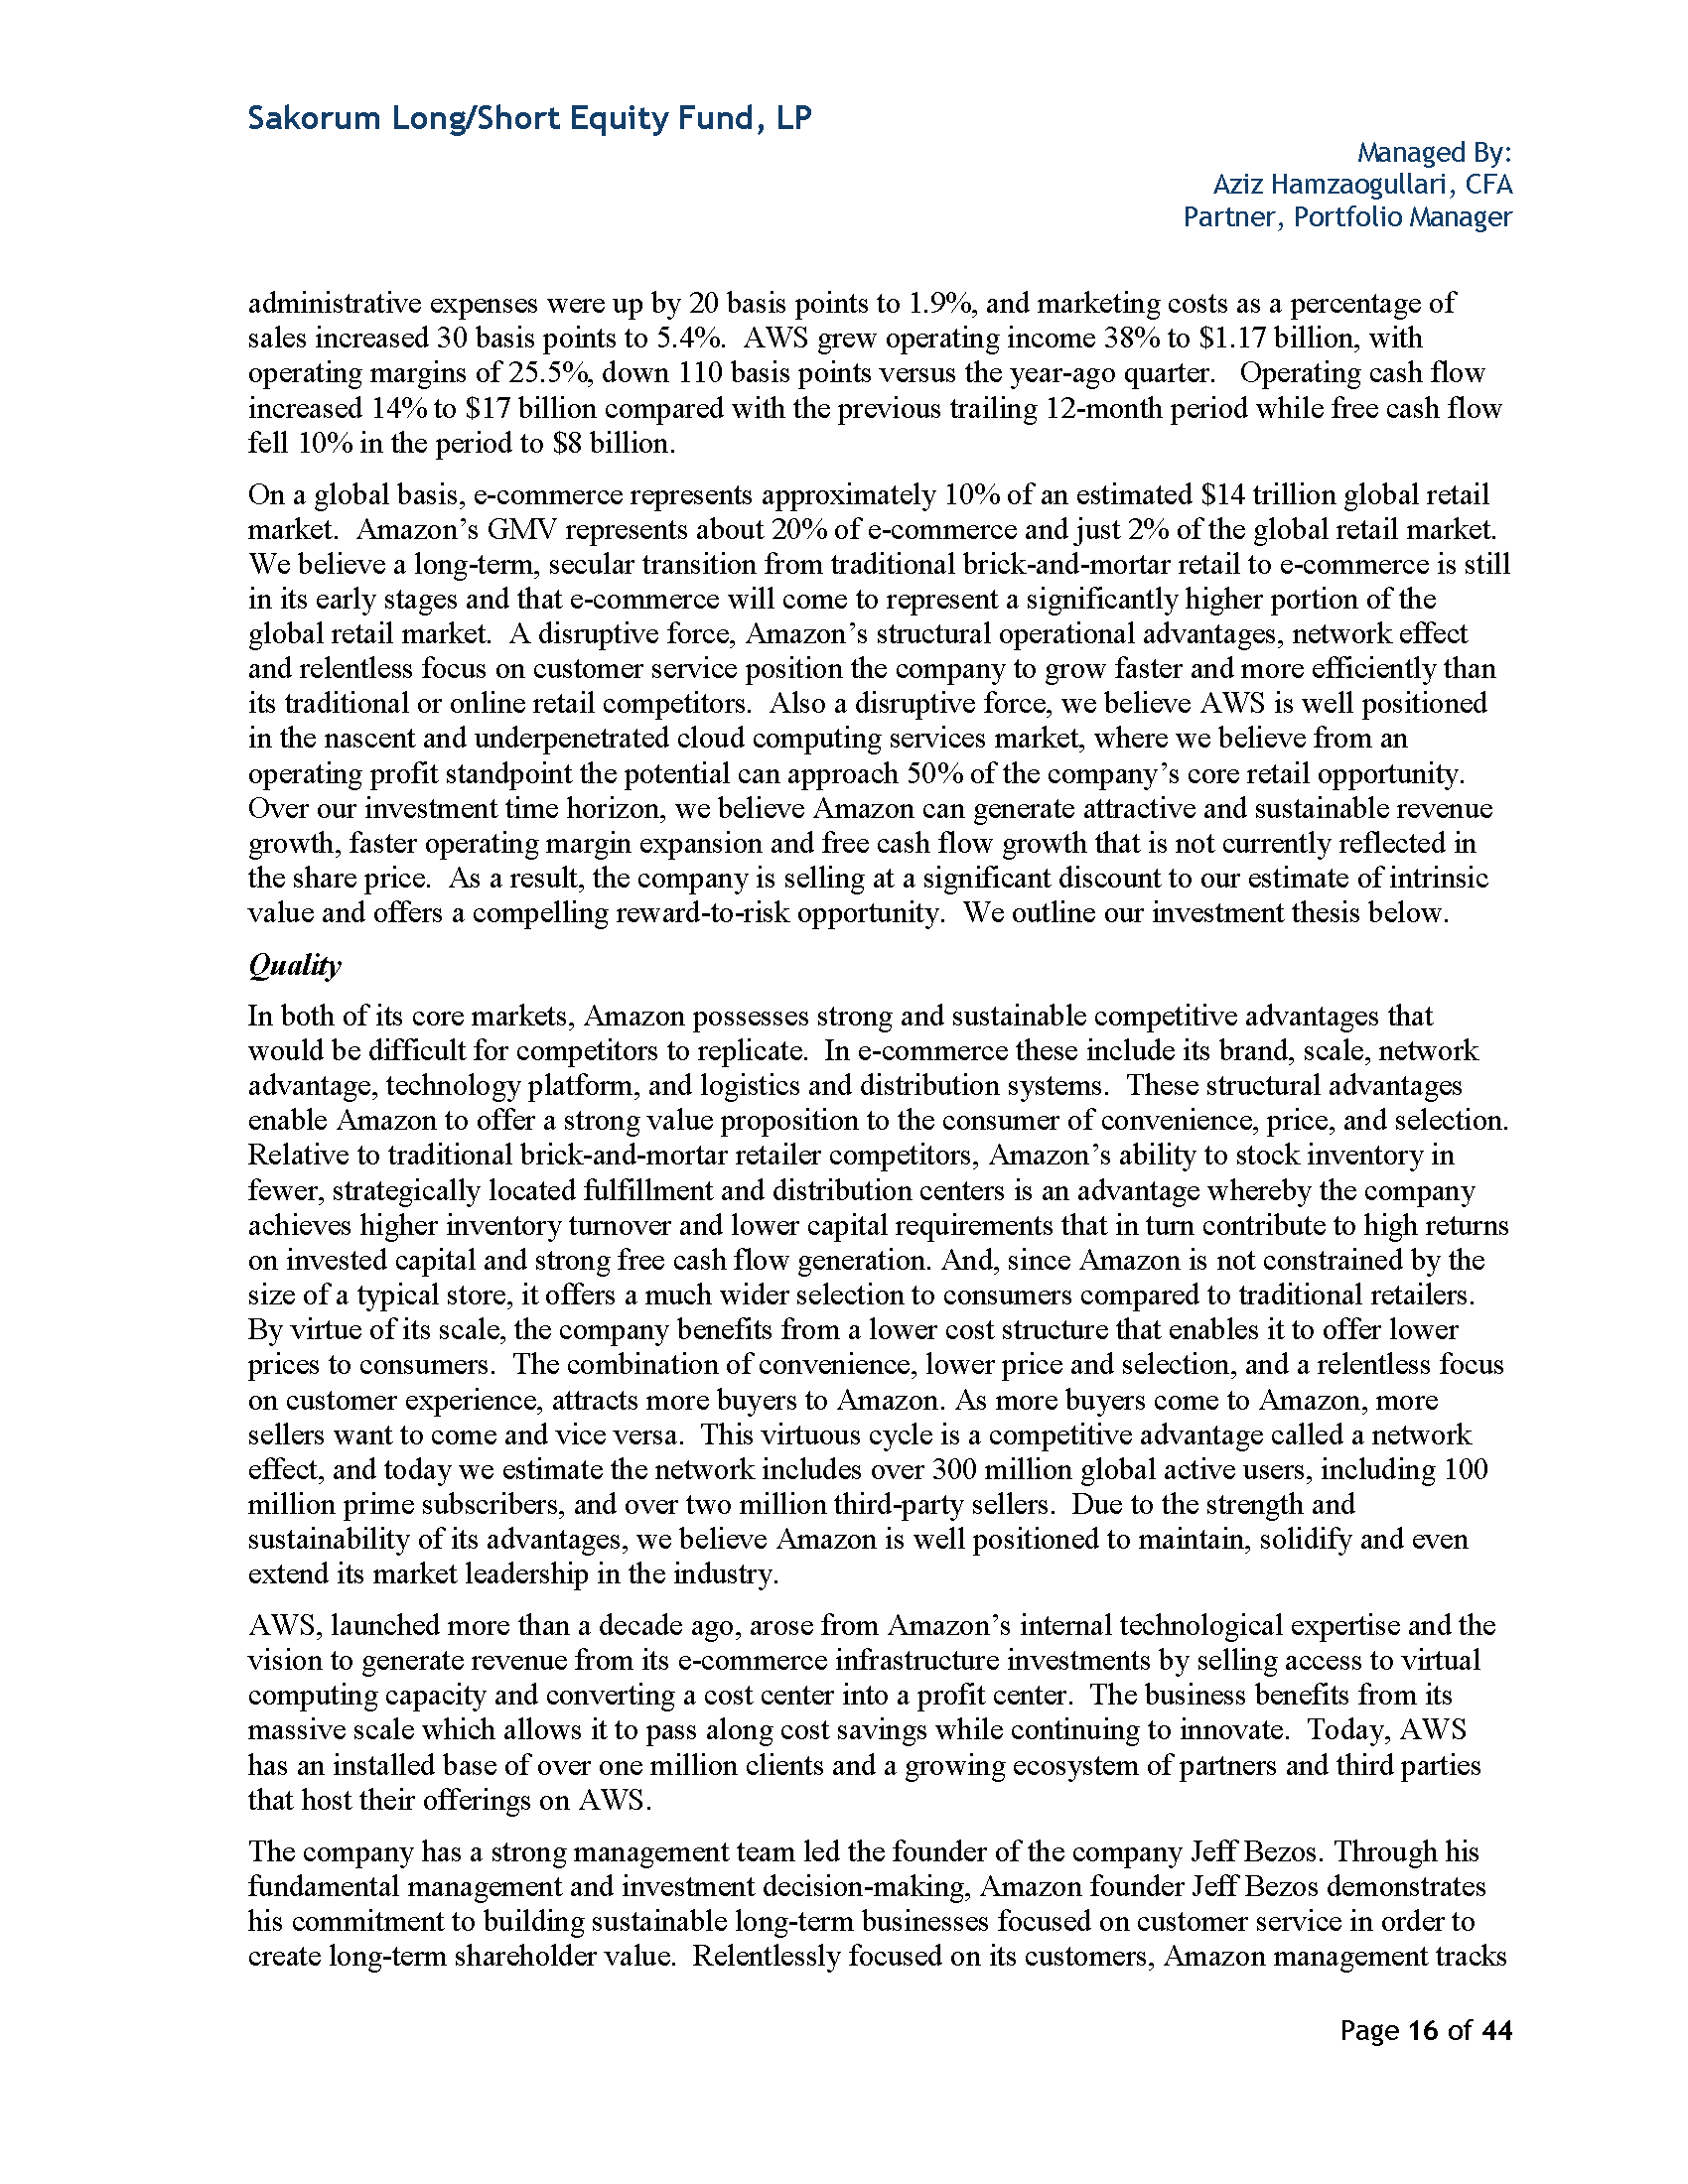 Sakorum Long/Short Equity Fund, LP
Managed By:
Aziz Hamzaogullari, CFA
Partner, Portfolio Manager
administrative expenses were up by 20 basis points to 1.9%, and marketing costs as a percentage of
sales increased 30 basis points to 5.4%.  AWS grew operating income 38% to $1.17 billion, with
operating margins of 25.5%, down 110 basis points versus the year-ago quarter.   Operating cash flow
increased 14% to $17 billion compared with the previous trailing 12-month period while free cash flow
fell 10% in the period to $8 billion.
On a global basis, e-commerce represents approximately 10% of an estimated $14 trillion global retail
market.  Amazon’s GMV represents about 20% of e-commerce and just 2% of the global retail market.
We believe a long-term, secular transition from traditional brick-and-mortar retail to e-commerce is still
in its early stages and that e-commerce will come to represent a significantly higher portion of the
global retail market.  A disruptive force, Amazon’s structural operational advantages, network effect
and relentless focus on customer service position the company to grow faster and more efficiently than
its traditional or online retail competitors.  Also a disruptive force, we believe AWS is well positioned
in the nascent and underpenetrated cloud computing services market, where we believe from an
operating profit standpoint the potential can approach 50% of the company’s core retail opportunity.
Over our investment time horizon, we believe Amazon can generate attractive and sustainable revenue
growth, faster operating margin expansion and free cash flow growth that is not currently reflected in
the share price.  As a result, the company is selling at a significant discount to our estimate of intrinsic
value and offers a compelling reward-to-risk opportunity.  We outline our investment thesis below.
Quality
In both of its core markets, Amazon possesses strong and sustainable competitive advantages that
would be difficult for competitors to replicate.  In e-commerce these include its brand, scale, network
advantage, technology platform, and logistics and distribution systems.  These structural advantages
enable Amazon to offer a strong value proposition to the consumer of convenience, price, and selection.
Relative to traditional brick-and-mortar retailer competitors, Amazon’s ability to stock inventory in
fewer, strategically located fulfillment and distribution centers is an advantage whereby the company
achieves higher inventory turnover and lower capital requirements that in turn contribute to high returns
on invested capital and strong free cash flow generation. And, since Amazon is not constrained by the
size of a typical store, it offers a much wider selection to consumers compared to traditional retailers.
By virtue of its scale, the company benefits from a lower cost structure that enables it to offer lower
prices to consumers.  The combination of convenience, lower price and selection, and a relentless focus
on customer experience, attracts more buyers to Amazon. As more buyers come to Amazon, more
sellers want to come and vice versa.  This virtuous cycle is a competitive advantage called a network
effect, and today we estimate the network includes over 300 million global active users, including 100
million prime subscribers, and over two million third-party sellers.  Due to the strength and
sustainability of its advantages, we believe Amazon is well positioned to maintain, solidify and even
extend its market leadership in the industry.
AWS, launched more than a decade ago, arose from Amazon’s internal technological expertise and the
vision to generate revenue from its e-commerce infrastructure investments by selling access to virtual
computing capacity and converting a cost center into a profit center.  The business benefits from its
massive scale which allows it to pass along cost savings while continuing to innovate.  Today, AWS
has an installed base of over one million clients and a growing ecosystem of partners and third parties
that host their offerings on AWS.
The company has a strong management team led the founder of the company Jeff Bezos. Through his
fundamental management and investment decision-making, Amazon founder Jeff Bezos demonstrates
his commitment to building sustainable long-term businesses focused on customer service in order to
create long-term shareholder value.  Relentlessly focused on its customers, Amazon management tracks
Page 16 of 44